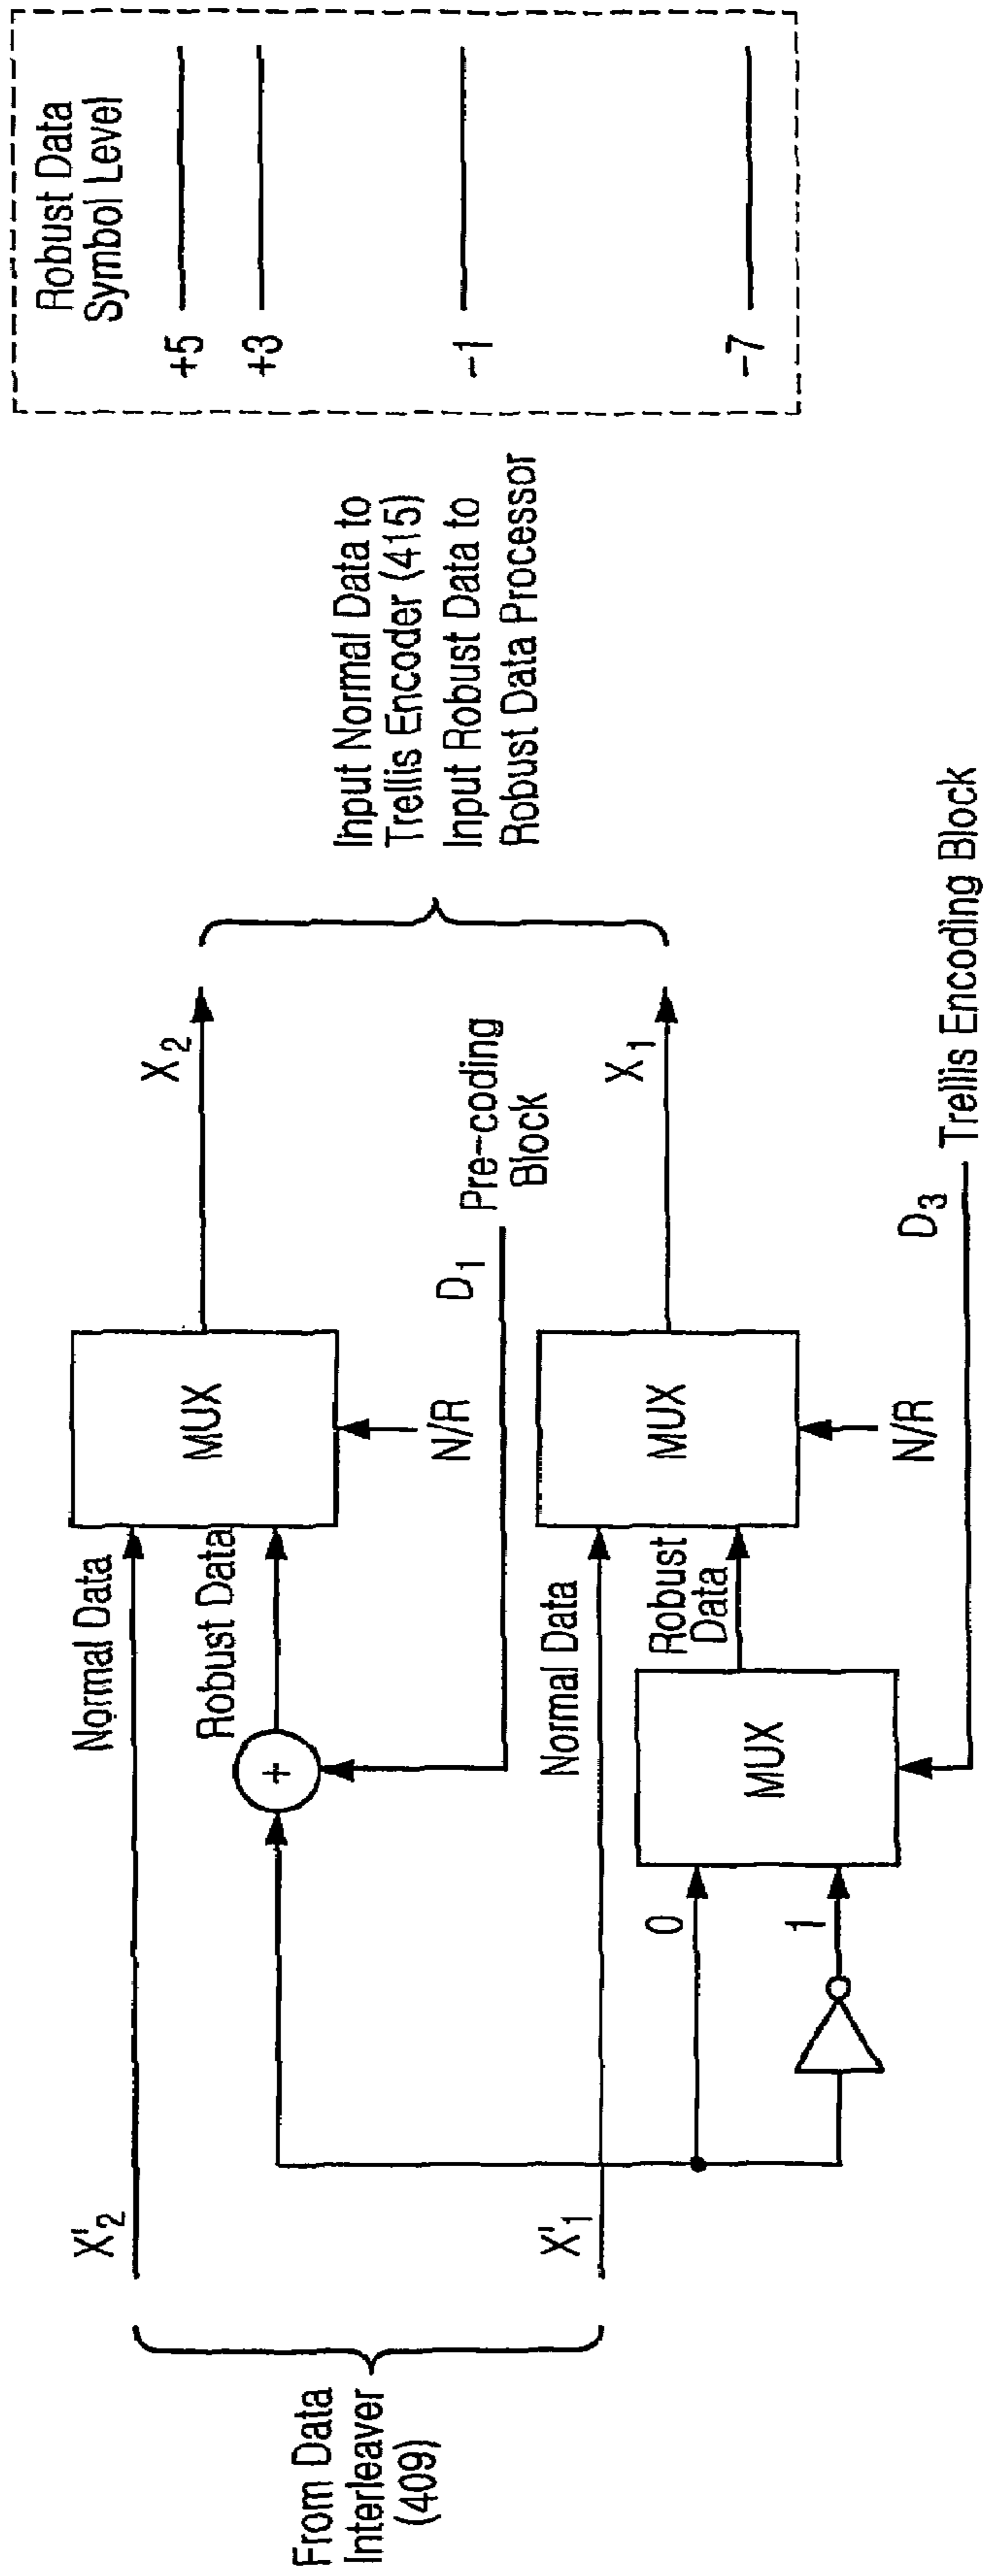 From Data
Interleaver
(409)
X'2
X'1
Normal Data
Robust Data
+
0
1
Normal Data
Robust
Data
MUX
MUX
MUX
N/R
N/R
D1
Pre-coding
Block
D3
Trellis Encoding Block
X2
X1
Input Normal Data to
Trellis Encoder (415)
Input Robust Data to
Robust Data Processor
Robust Data
Symbol Level
+5
+3
-1
-7